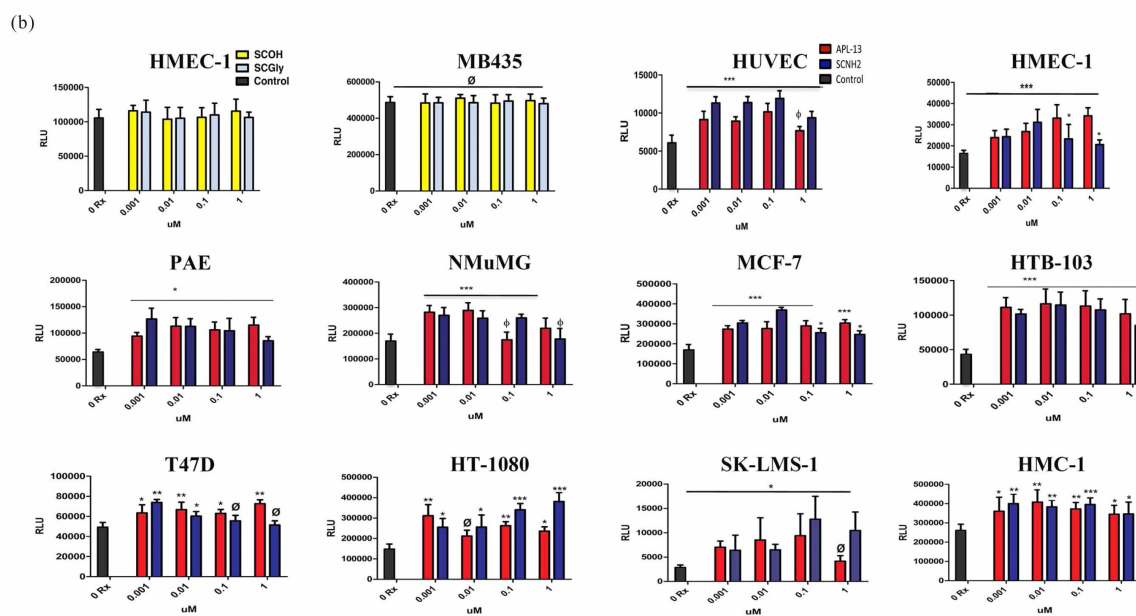 (b)
HMEC-1
SCOH
SCGly
Control
150000
100000
50000
0
RLU
0 Rx
0.001
0.01
0.1
1
uM
MB435
Ø
600000
500000
400000
300000
200000
100000
0
RLU
0 Rx
0.001
0.01
0.1
1
uM
HUVEC
APL-13
SCNH2
Control
***
ϕ
15000
10000
5000
0
RLU
0 Rx
0.001
0.01
0.1
1
uM
HMEC-1
***
* *
50000
40000
30000
20000
10000
0
RLU
0 Rx
0.001
0.01
0.1
1
uM
PAE
*
200000
150000
100000
50000
0
RLU
0 Rx
0.001
0.01
0.1
1
uM
NMuMG
***
ϕ ϕ
400000
300000
200000
100000
0
RLU
0 Rx
0.001
0.01
0.1
1
uM
MCF-7
***
* *** *
500000
400000
300000
200000
100000
0
RLU
0 Rx
0.001
0.01
0.1
1
uM
HTB-103
***
150000
100000
50000
0
RLU
0 Rx
0.001
0.01
0.1
1
uM
T47D
* ** ** * * Ø ** Ø
100000
80000
60000
40000
20000
0
RLU
0 Rx
0.001
0.01
0.1
1
uM
HT-1080
** * Ø * ** *** * ***
500000
400000
300000
200000
100000
0
RLU
0 Rx
0.001
0.01
0.1
1
uM
SK-LMS-1
*
Ø
20000
15000
10000
5000
0
RLU
0 Rx
0.001
0.01
0.1
1
uM
HMC-1
* ** ** ** ** *** * *
500000
400000
300000
200000
100000
0
RLU
0 Rx
0.001
0.01
0.1
1
uM